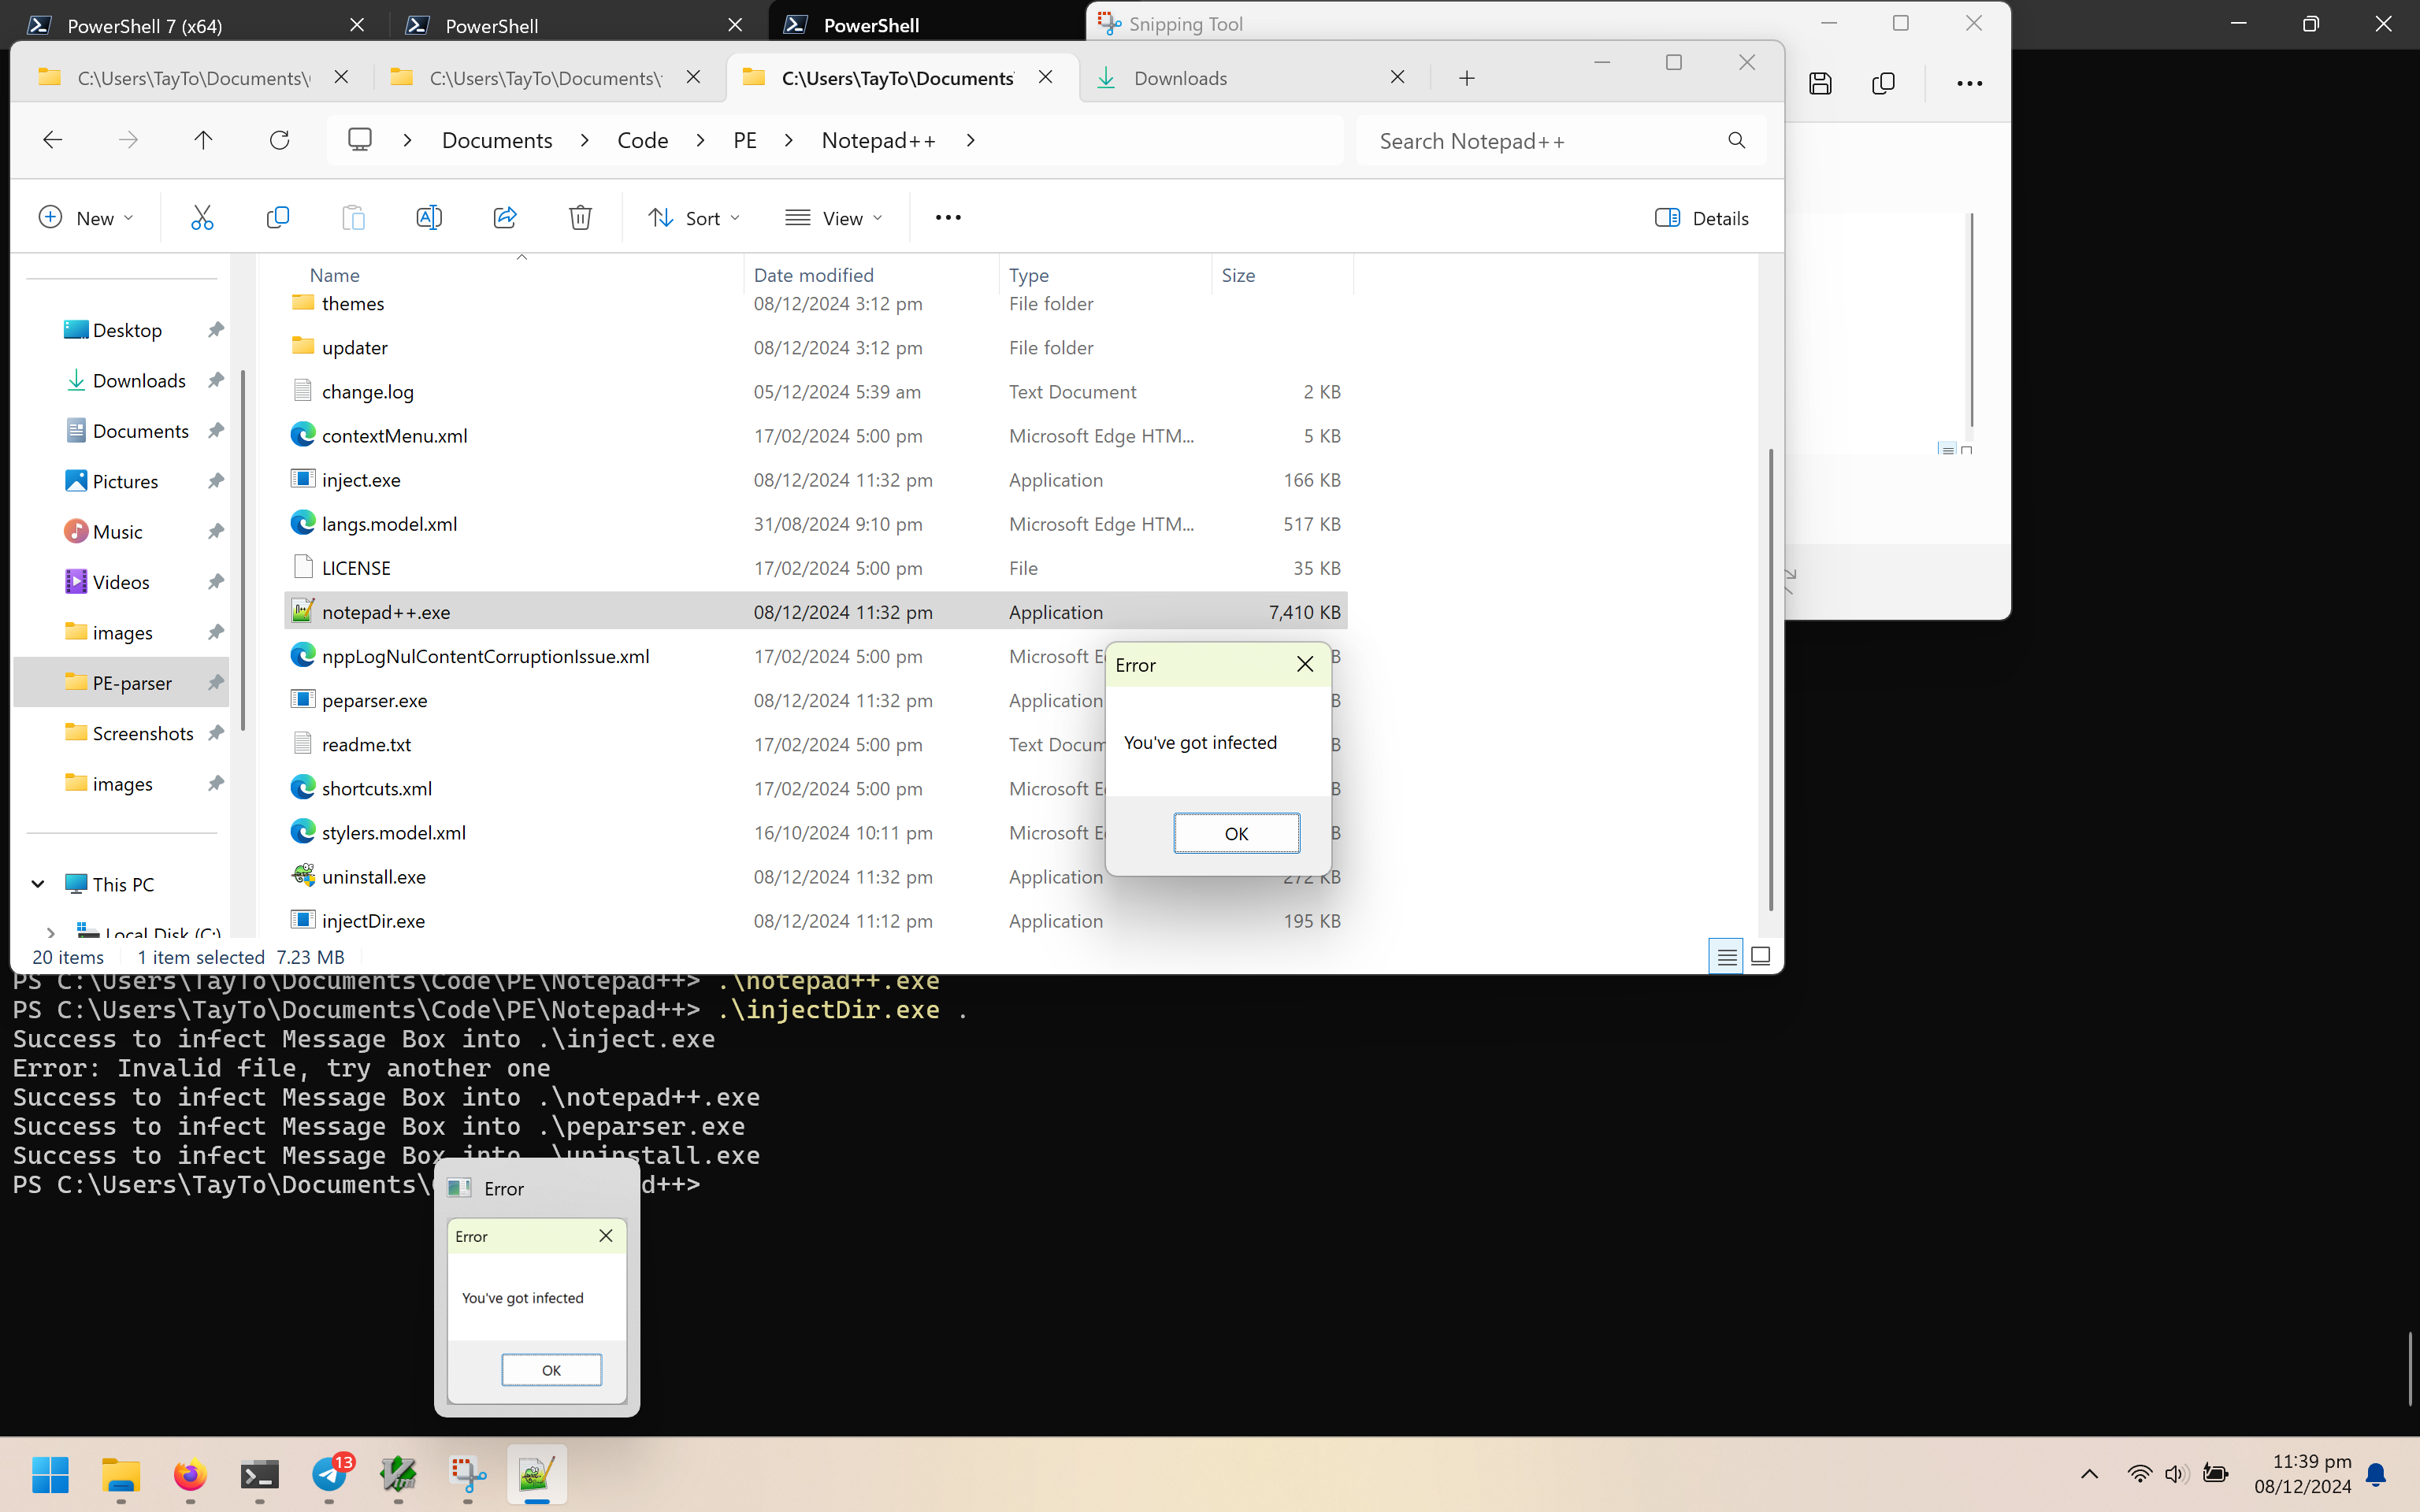 PowerShell 7 (x64)
PowerShell
PowerShell
Snipping Tool
C:\Users\TayTo\Documents\
C:\Users\TayTo\Documents\
C:\Users\TayTo\Documents
Downloads
Documents
Code
PE
Notepad++
Search Notepad++
New
Sort
View
Details
Name
Date modified
Type
Size
Desktop
Downloads
Documents
Pictures
Music
Videos
images
PE-parser
Screenshots
images
This PC
Local Disk (C:)
themes 08/12/2024 3:12 pm File folder
updater 08/12/2024 3:12 pm File folder
change.log 05/12/2024 5:39 am Text Document 2 KB
contextMenu.xml 17/02/2024 5:00 pm Microsoft Edge HTM... 5 KB
inject.exe 08/12/2024 11:32 pm Application 166 KB
langs.model.xml 31/08/2024 9:10 pm Microsoft Edge HTM... 517 KB
LICENSE 17/02/2024 5:00 pm File 35 KB
notepad++.exe 08/12/2024 11:32 pm Application 7,410 KB
nppLogNulContentCorruptionIssue.xml 17/02/2024 5:00 pm Microsoft E B
peparser.exe 08/12/2024 11:32 pm Application B
readme.txt 17/02/2024 5:00 pm Text Docum B
shortcuts.xml 17/02/2024 5:00 pm Microsoft E B
stylers.model.xml 16/10/2024 10:11 pm Microsoft E B
uninstall.exe 08/12/2024 11:32 pm Application 272 KB
injectDir.exe 08/12/2024 11:12 pm Application 195 KB
Error
You've got infected
OK
20 items 1 item selected 7.23 MB
PS C:\Users\TayTo\Documents\Code\PE\Notepad++> .\notepad++.exe
PS C:\Users\TayTo\Documents\Code\PE\Notepad++> .\injectDir.exe .
Success to infect Message Box into .\inject.exe
Error: Invalid file, try another one
Success to infect Message Box into .\notepad++.exe
Success to infect Message Box into .\peparser.exe
Success to infect Message Box into .\uninstall.exe
PS C:\Users\TayTo\Documents\ d++>
Error
Error
You've got infected
OK
13
11:39 pm
08/12/2024